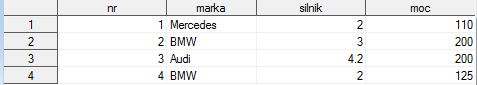 nr marka silnik moc
1 1 Mercedes 2 110
2 2 BMW 3 200
3 3 Audi 4.2 200
4 4 BMW 2 125